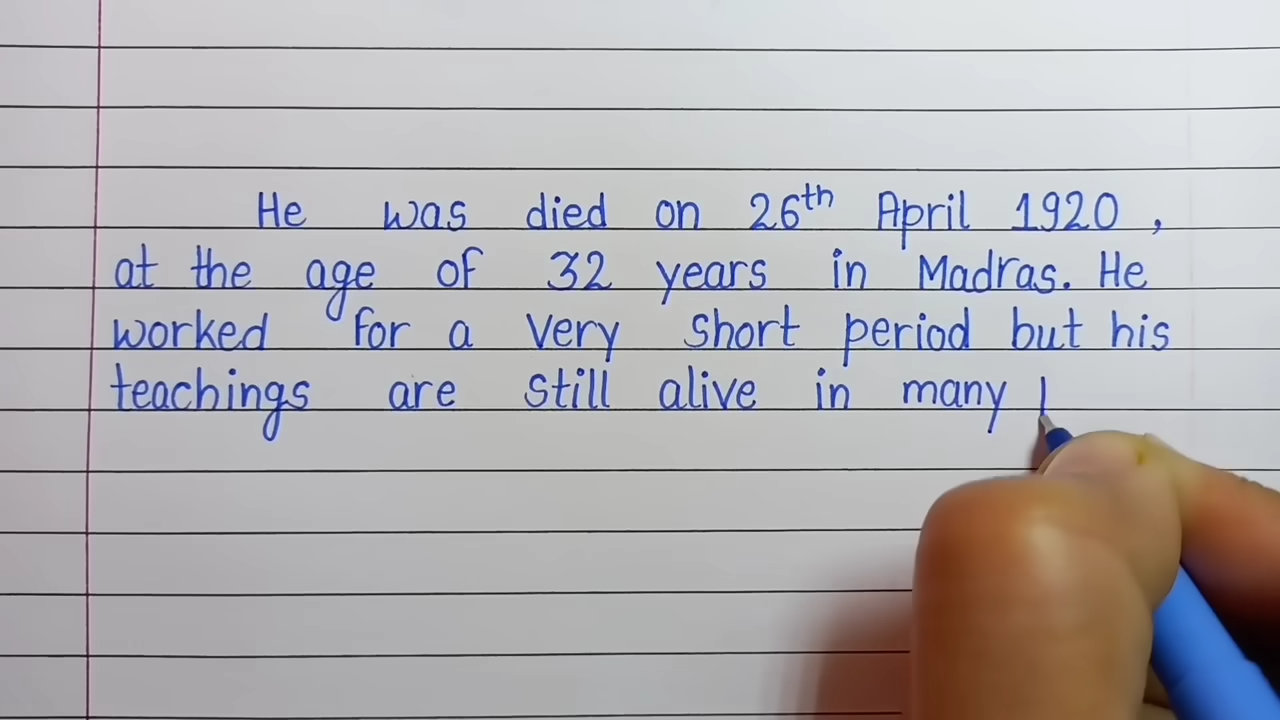 He was died on 26th April 1920,
at the age of 32 years in Madras. He
worked for a very short period but his
teachings are still alive in many